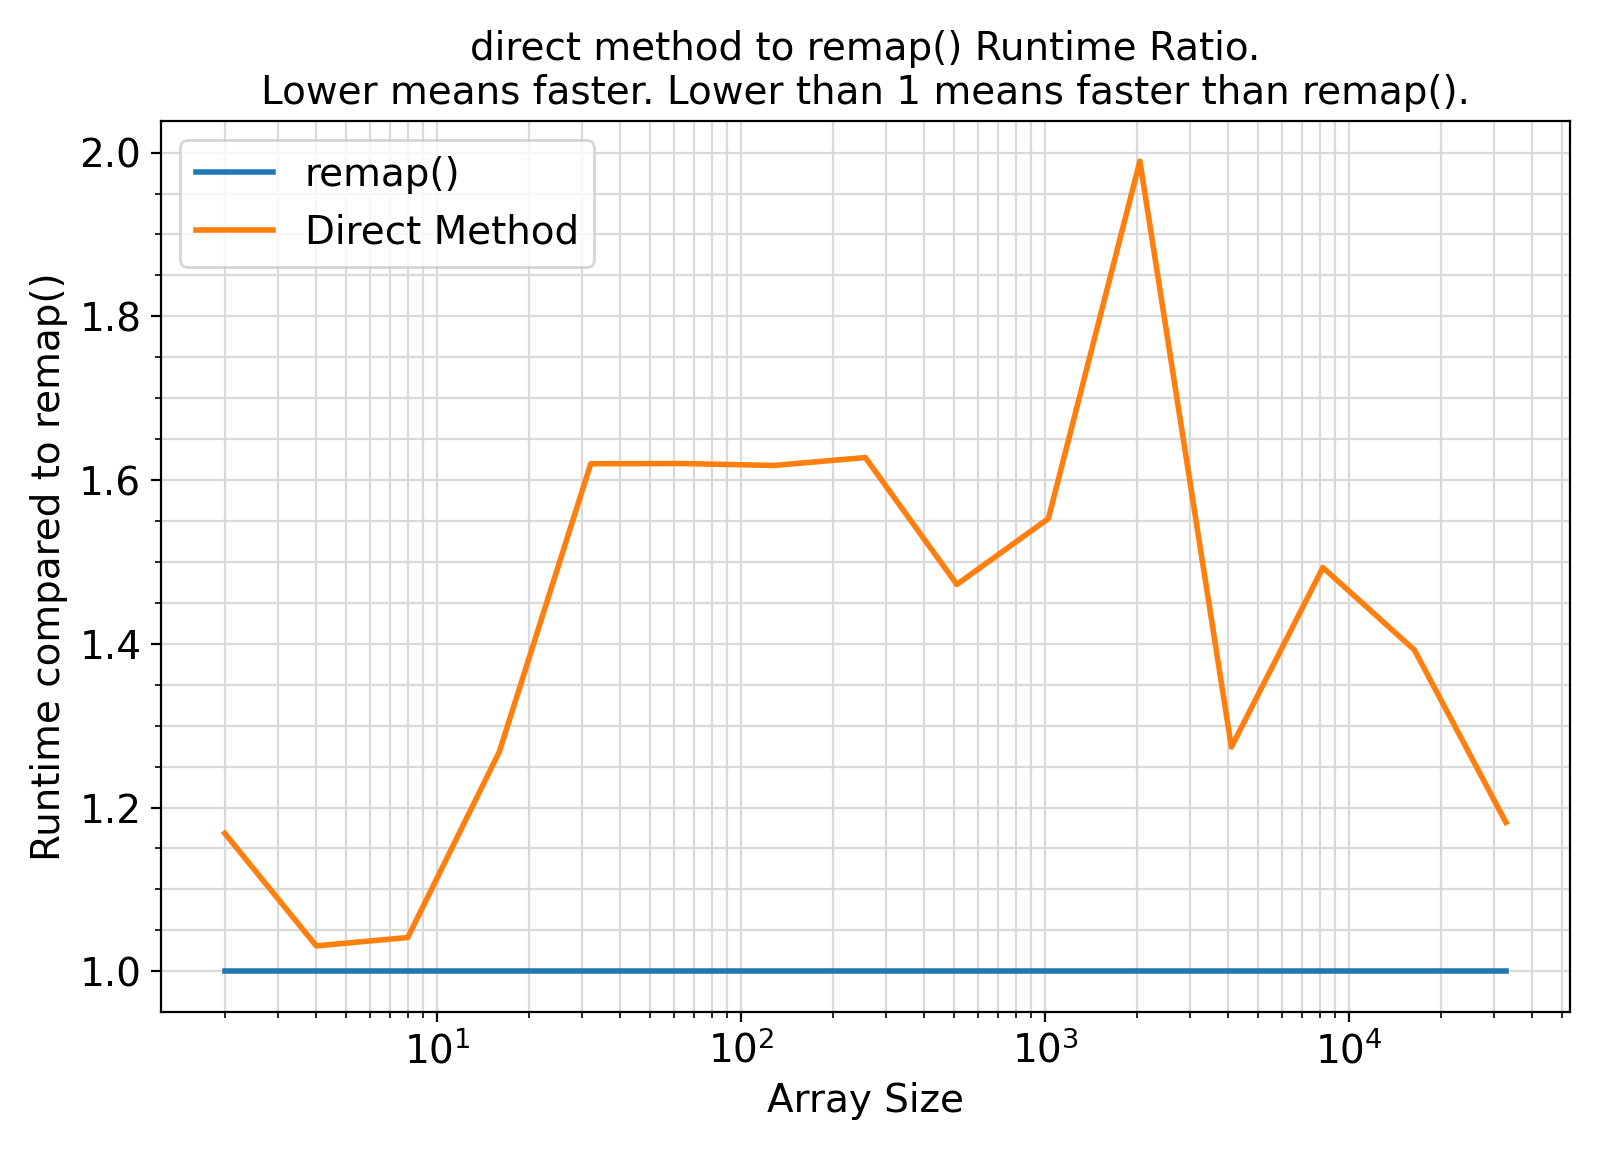 direct method to remap() Runtime Ratio.
Lower means faster. Lower than 1 means faster than remap().
remap()
Direct Method
2.0
1.8
1.6
1.4
1.2
1.0
Runtime compared to remap()
10¹ 10² 10³ 10⁴
Array Size